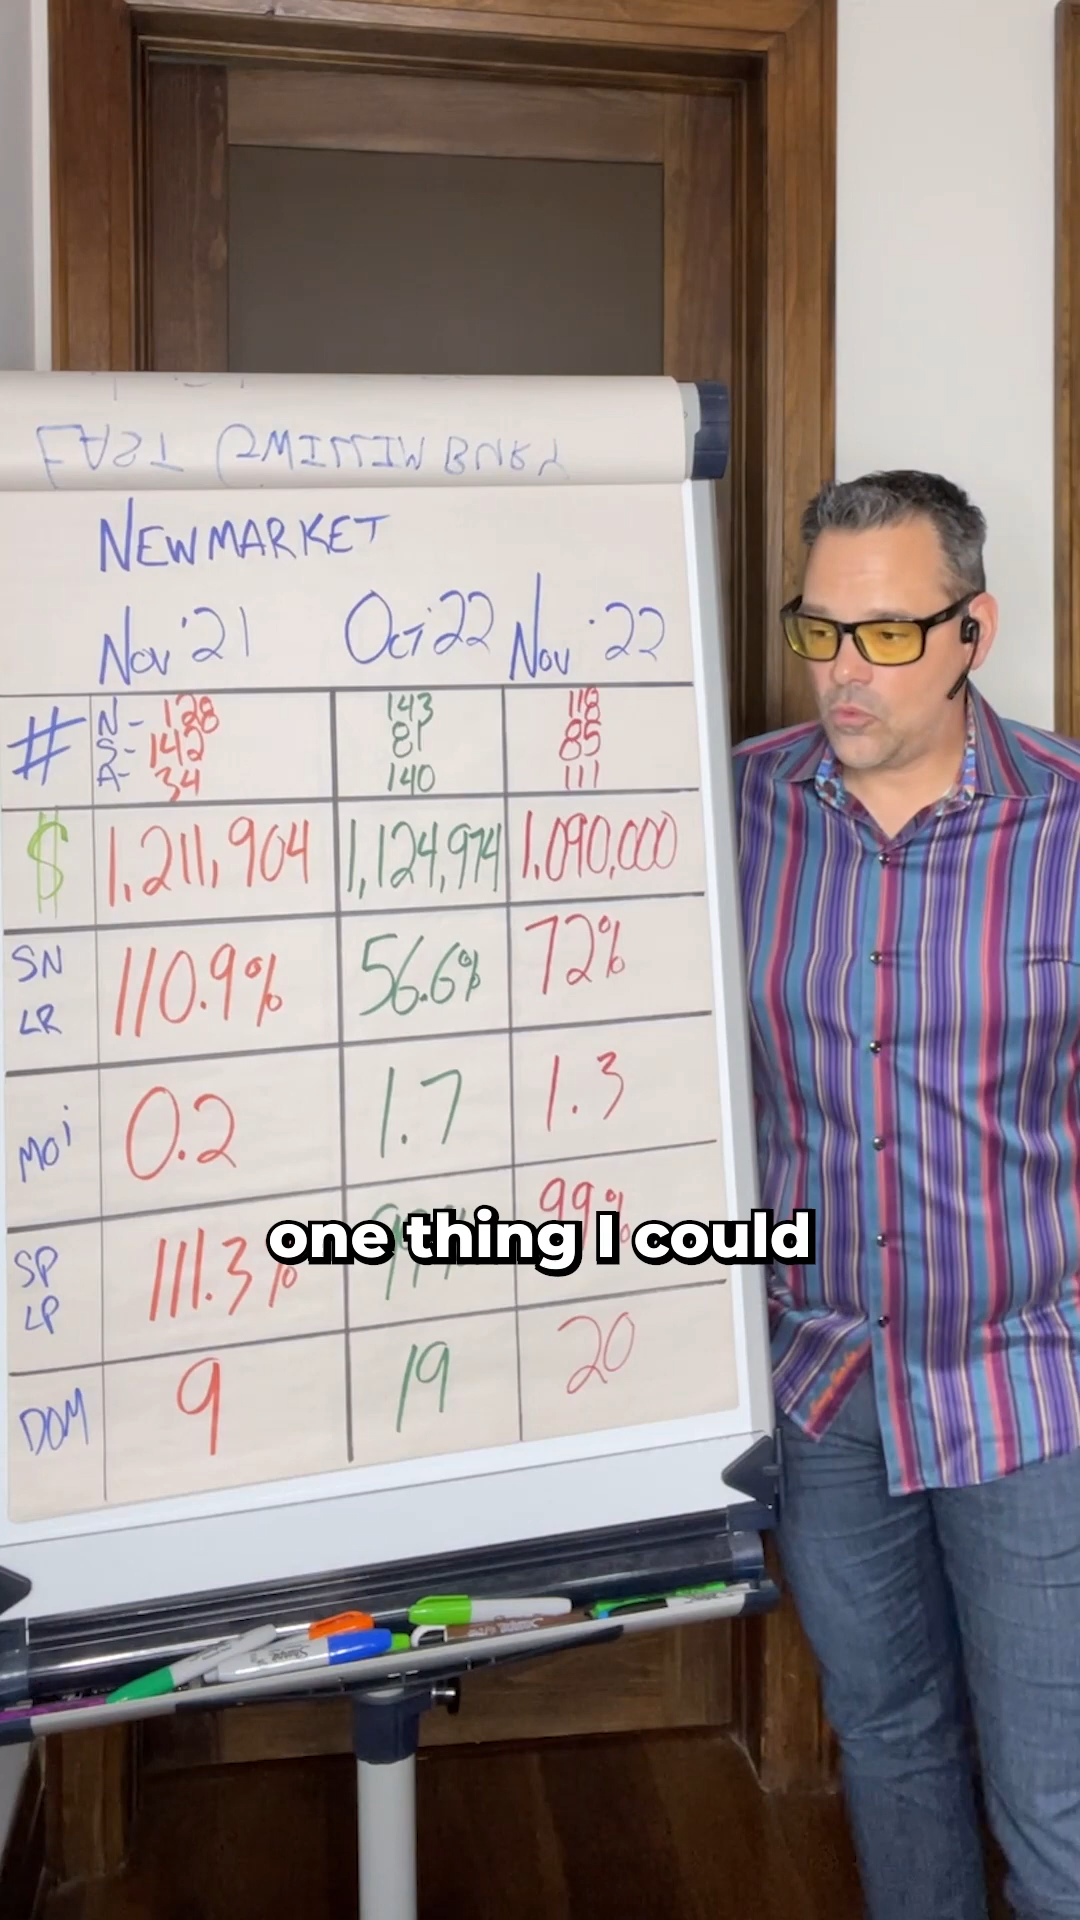 EAST GWILLIMBURY
NEWMARKET
Nov '21 Oct '22 Nov '22
# N - 128 143 118
S - 142 81 85
A - 34 140 111
$ 1,211,904 1,124,974 1,090,000
SN
LR 110.9% 56.6% 72%
MOi 0.2 1.7 1.3
SP
LP 111.3% 99%
one thing I could
DOM 9 19 20